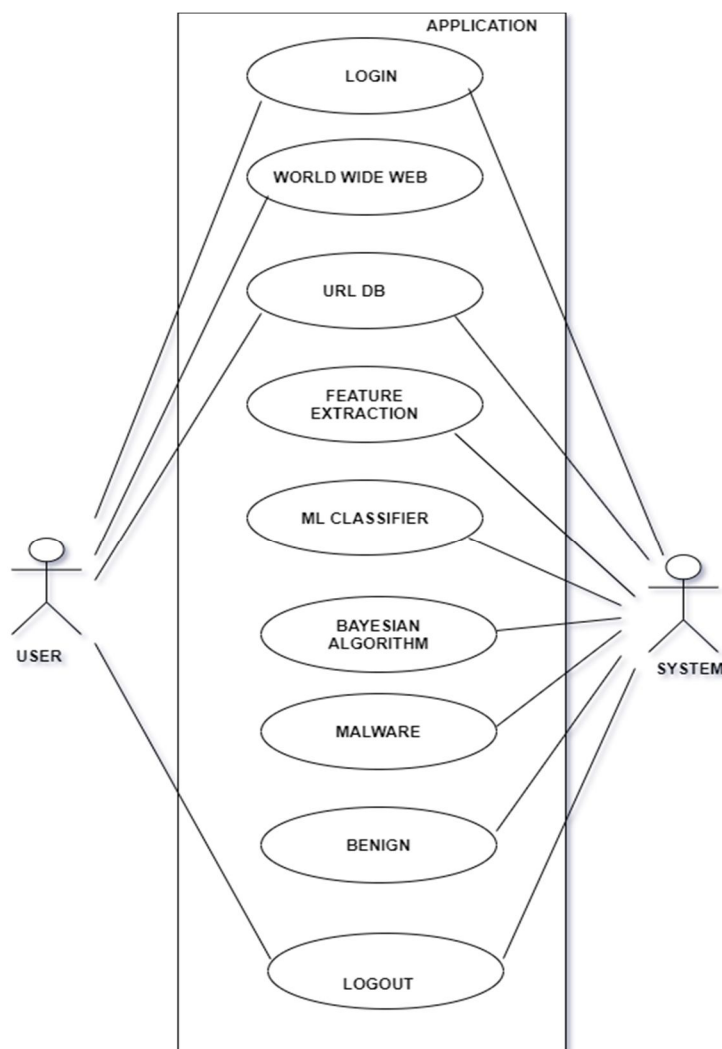 APPLICATION
LOGIN
WORLD WIDE WEB
URL DB
FEATURE
EXTRACTION
ML CLASSIFIER
BAYESIAN
ALGORITHM
USER
SYSTEM
MALWARE
BENIGN
LOGOUT